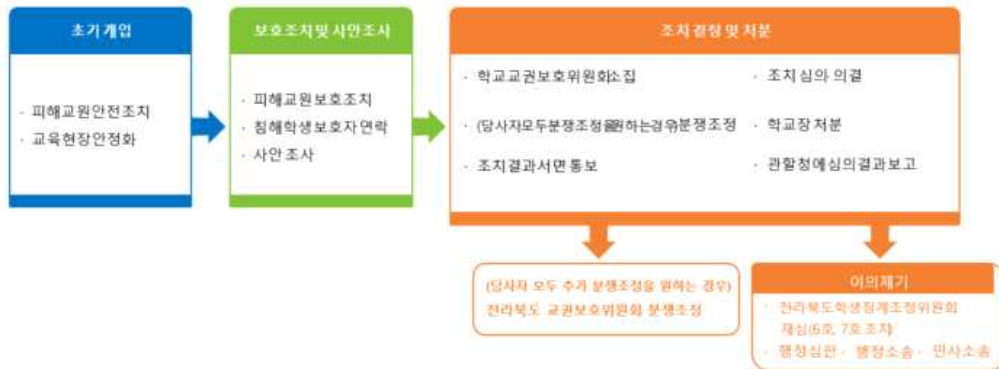 초기개입
· 피해교원안전조치
· 교육현장안정화
보호조치및사안조사
· 피해교원보호조치
· 침해학생보호자연락
· 사안조사
조치결정 및 처분
· 학교교권보호위원회소집
· 조치심의 의결
· (당사자모두분쟁조정을원하는경우)분쟁조정
· 학교장 처분
· 조치결과서면 통보
· 관할청에심의결과보고
(당사자 모두 추가 분쟁조정을 원하는 경우)
전라북도 교권보호위원회 분쟁조정
이의제기
· 전라북도학생징계조정위원회
재심(6호, 7호 조치)
· 행정심판 · 행정소송 · 민사소송